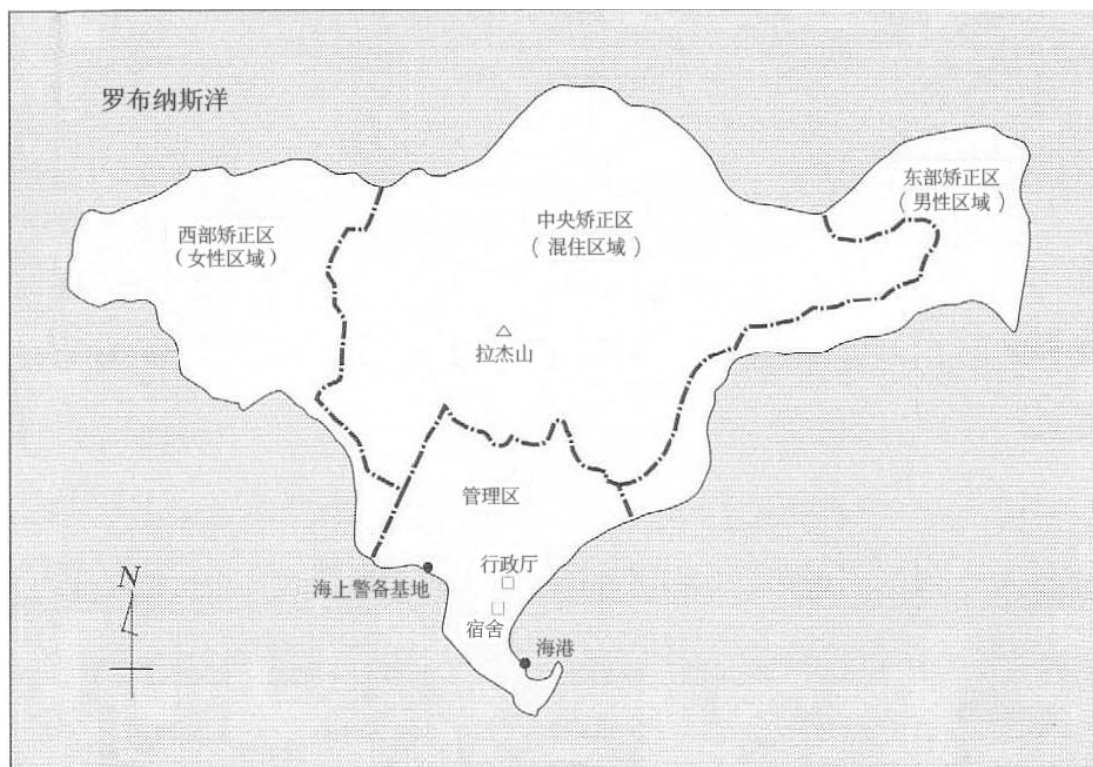 罗布纳斯洋
东部矫正区
（男性区域）
中央矫正区
（混住区域）
西部矫正区
（女性区域）
拉杰山
管理区
行政厅
海上警备基地
宿舍
海港
N